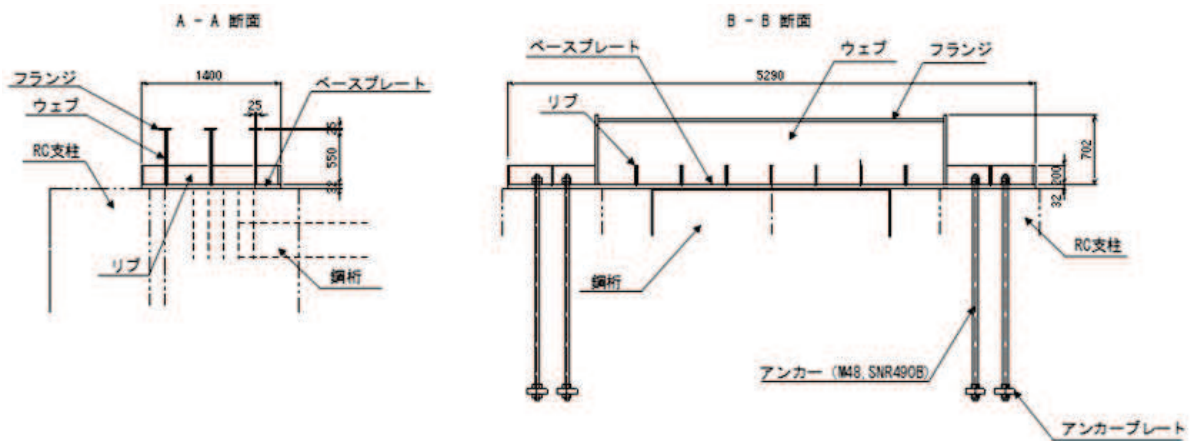 A - A 断面
1400
ベースプレート
フランジ
ウェブ
25
RC支柱
25
550
32
リブ
鋼桁
B - B 断面
ベースプレート
ウェブ
フランジ
5290
リブ
702
200
32
RC支柱
鋼桁
アンカー (M48,SNR490B)
アンカープレート